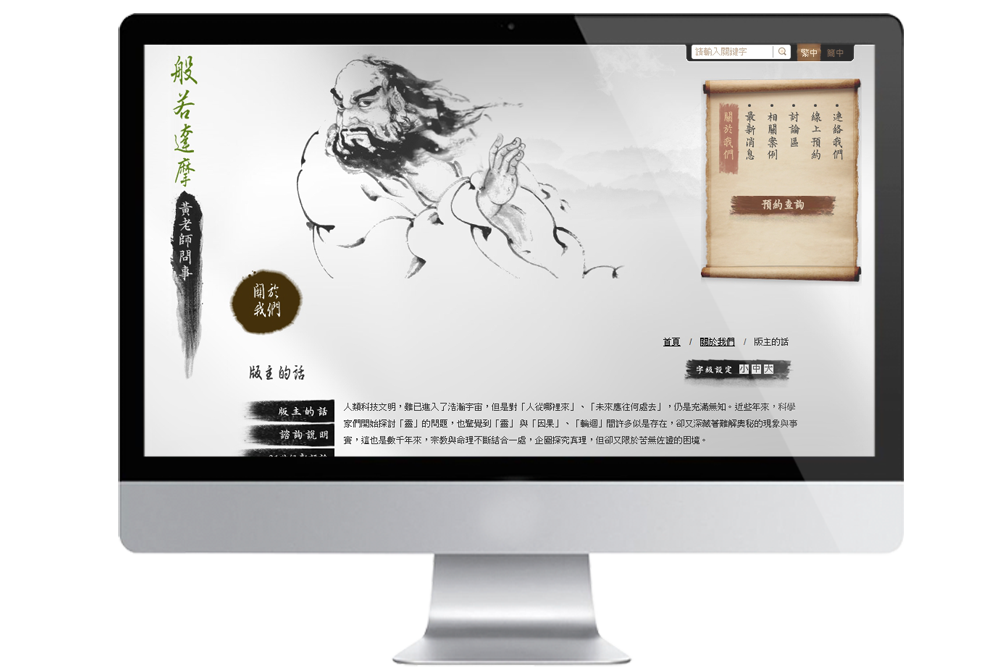 般若達摩
黃老師問事
請輸入關鍵字
繁中 簡中
關於我們
最新消息
相關案例
討論區
線上預約
連絡我們
預約查詢
關於
我們
首頁 / 關於我們 / 版主的話
字級設定 小 中 大
版主的話
版主的話
諮詢說明
人類科技文明，雖已進入了浩瀚宇宙，但是對「人從哪裡來」、「未來應往何處去」，仍是充滿無知。近些年來，科學
家們開始探討「靈」的問題，也驚覺到「靈」與「因果」、「輪迴」間許多似是存在，卻又深藏著難解奧秘的現象與事
實，這也是數千年來，宗教與命理不斷結合一處，企圖探究真理，但卻又限於苦無佐證的困境。